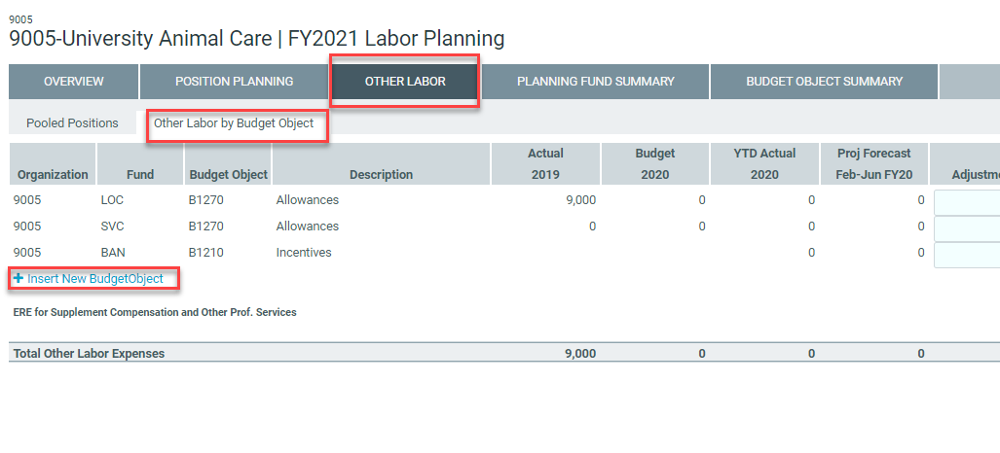 9005
9005-University Animal Care | FY2021 Labor Planning
OVERVIEW POSITION PLANNING OTHER LABOR PLANNING FUND SUMMARY BUDGET OBJECT SUMMARY
Pooled Positions Other Labor by Budget Object
Actual Budget YTD Actual Proj Forecast
Organization Fund Budget Object Description 2019 2020 2020 Feb-Jun FY20 Adjustm
9005 LOC B1270 Allowances 9,000 0 0 0
9005 SVC B1270 Allowances 0 0 0 0
9005 BAN B1210 Incentives 0 0
+ Insert New BudgetObject
ERE for Supplement Compensation and Other Prof. Services
Total Other Labor Expenses 9,000 0 0 0